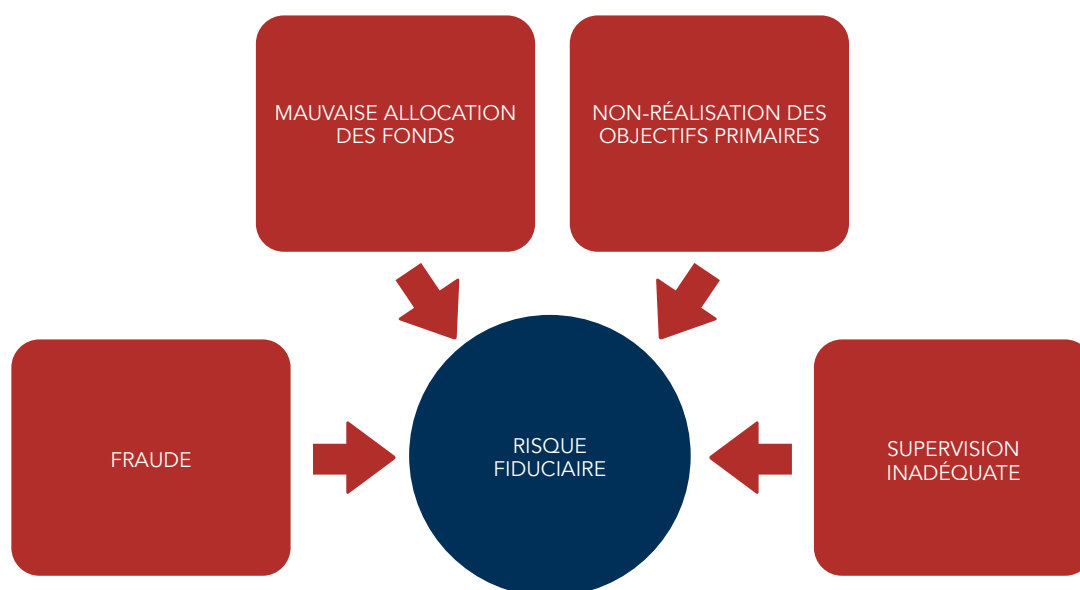 MAUVAISE ALLOCATION
DES FONDS
NON-RÉALISATION DES
OBJECTIFS PRIMAIRES
FRAUDE
RISQUE
FIDUCIAIRE
SUPERVISION
INADÉQUATE